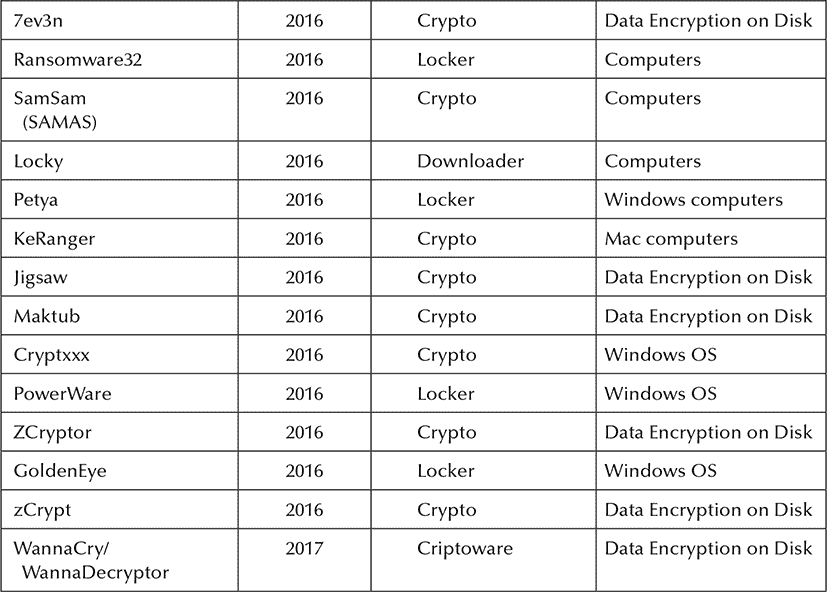 7ev3n 2016 Crypto Data Encryption on Disk
Ransomware32 2016 Locker Computers
SamSam 2016 Crypto Computers
(SAMAS)
Locky 2016 Downloader Computers
Petya 2016 Locker Windows computers
KeRanger 2016 Crypto Mac computers
Jigsaw 2016 Crypto Data Encryption on Disk
Maktub 2016 Crypto Data Encryption on Disk
Cryptxxx 2016 Crypto Windows OS
PowerWare 2016 Locker Windows OS
ZCryptor 2016 Crypto Data Encryption on Disk
GoldenEye 2016 Locker Windows OS
zCrypt 2016 Crypto Data Encryption on Disk
WannaCry/ 2017 Criptoware Data Encryption on Disk
WannaDecryptor